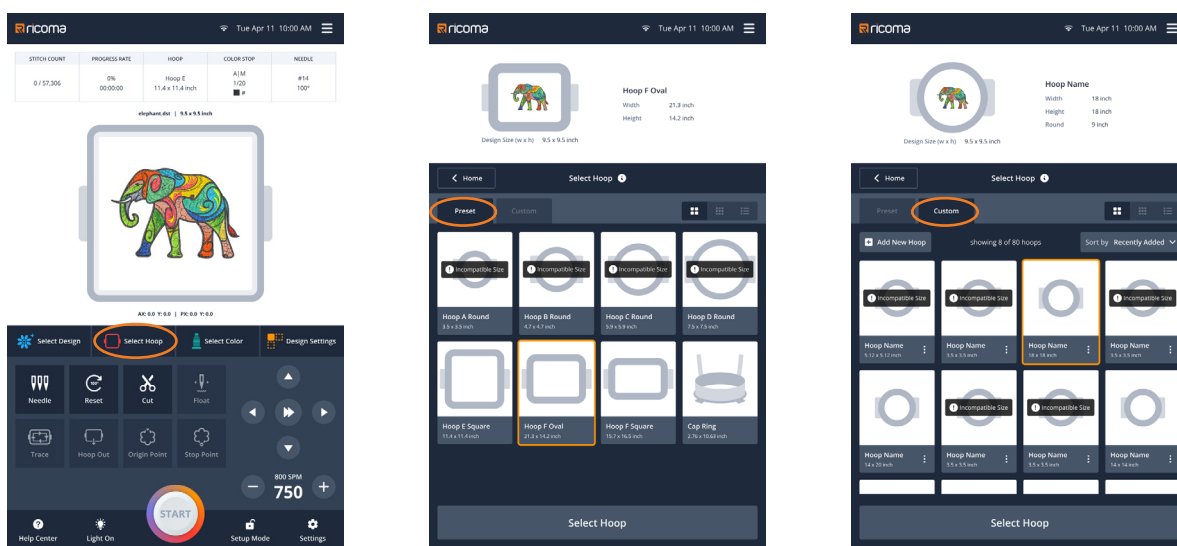 ricoma
Tue Apr 11 10:00 AM
STITCH COUNT PROGRESS RATE HOOP COLOR STOP NEEDLE
0 / 57,306 0% 00:00:00 Hoop E 11.4 x 11.4 inch A|M 1/20 # #14 100°
elephant.dst | 9.5 x 9.5 inch
AX: 0.0 Y: 0.0 | PX: 0.0 Y: 0.0
Select Design Select Hoop Select Color Design Settings
Needle Reset Cut Float
100°
Trace Hoop Out Origin Point Stop Point
800 SPM
750
START
Help Center Light On Setup Mode Settings
ricoma
Tue Apr 11 10:00 AM
Hoop F Oval
Width 21.3 inch
Height 14.2 inch
Design Size (w x h) 9.5 x 9.5 inch
Home Select Hoop
Preset Custom
Incompatible Size Incompatible Size Incompatible Size Incompatible Size
Hoop A Round Hoop B Round Hoop C Round Hoop D Round
3.5 x 3.5 inch 4.7 x 4.7 inch 5.9 x 5.9 inch 7.5 x 7.5 inch
Hoop E Square Hoop F Oval Hoop F Square Cap Ring
11.4 x 11.4 inch 21.3 x 14.2 inch 15.7 x 16.5 inch 2.76 x 10.63 inch
Select Hoop
ricoma
Tue Apr 11 10:00 AM
Hoop Name
Width 18 inch
Height 18 inch
Round 9 inch
Design Size (w x h) 9.5 x 9.5 inch
Home Select Hoop
Preset Custom
Add New Hoop showing 8 of 80 hoops Sort by Recently Added
Incompatible Size Incompatible Size Incompatible Size
Hoop Name Hoop Name Hoop Name Hoop Name
5.12 x 5.12 inch 3.5 x 3.5 inch 18 x 18 inch 3.5 x 3.5 inch
Incompatible Size Incompatible Size
Hoop Name Hoop Name Hoop Name Hoop Name
14 x 20 inch 3.5 x 3.5 inch 3.5 x 3.5 inch 14 x 14 inch
Select Hoop